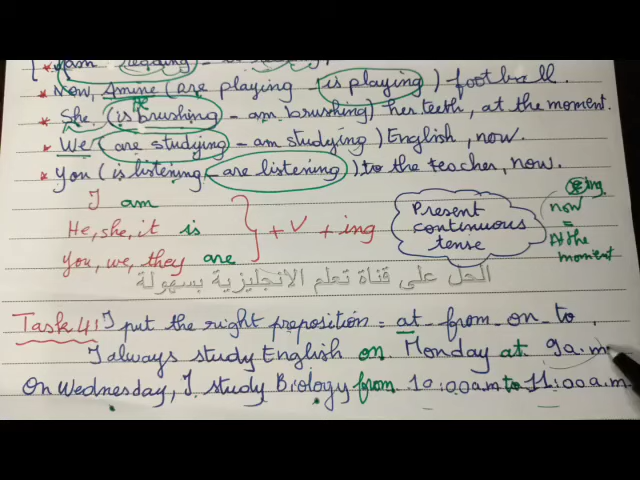 * Now, Amine (are playing - is playing) football.
* She (is brushing - am brushing) her teeth, at the moment.
* We (are studying - am studying) English, now.
* You (is listening - are listening) to the teacher, now.
I am
He, she, it is
You, we, they are
+ V + ing
Present
continuous
tense
ing
now
=
At the
moment
الحل على قناة تعلم الانجليزية بسهولة
Task 4 I put the right preposition = at - from - on - to.
I always study English on Monday at 9a.m
On Wednesday, I study Biology from 10:00a.m to 11:00a.m.